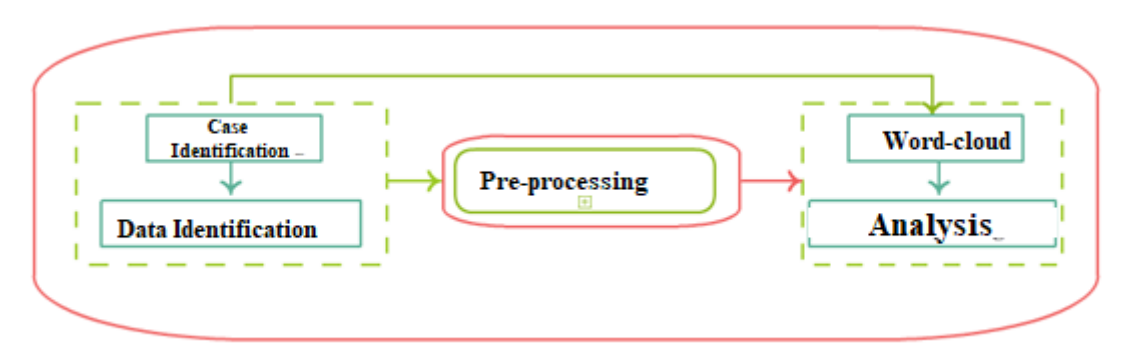 Case
Identification
Data Identification
Pre-processing
Word-cloud
Analysis